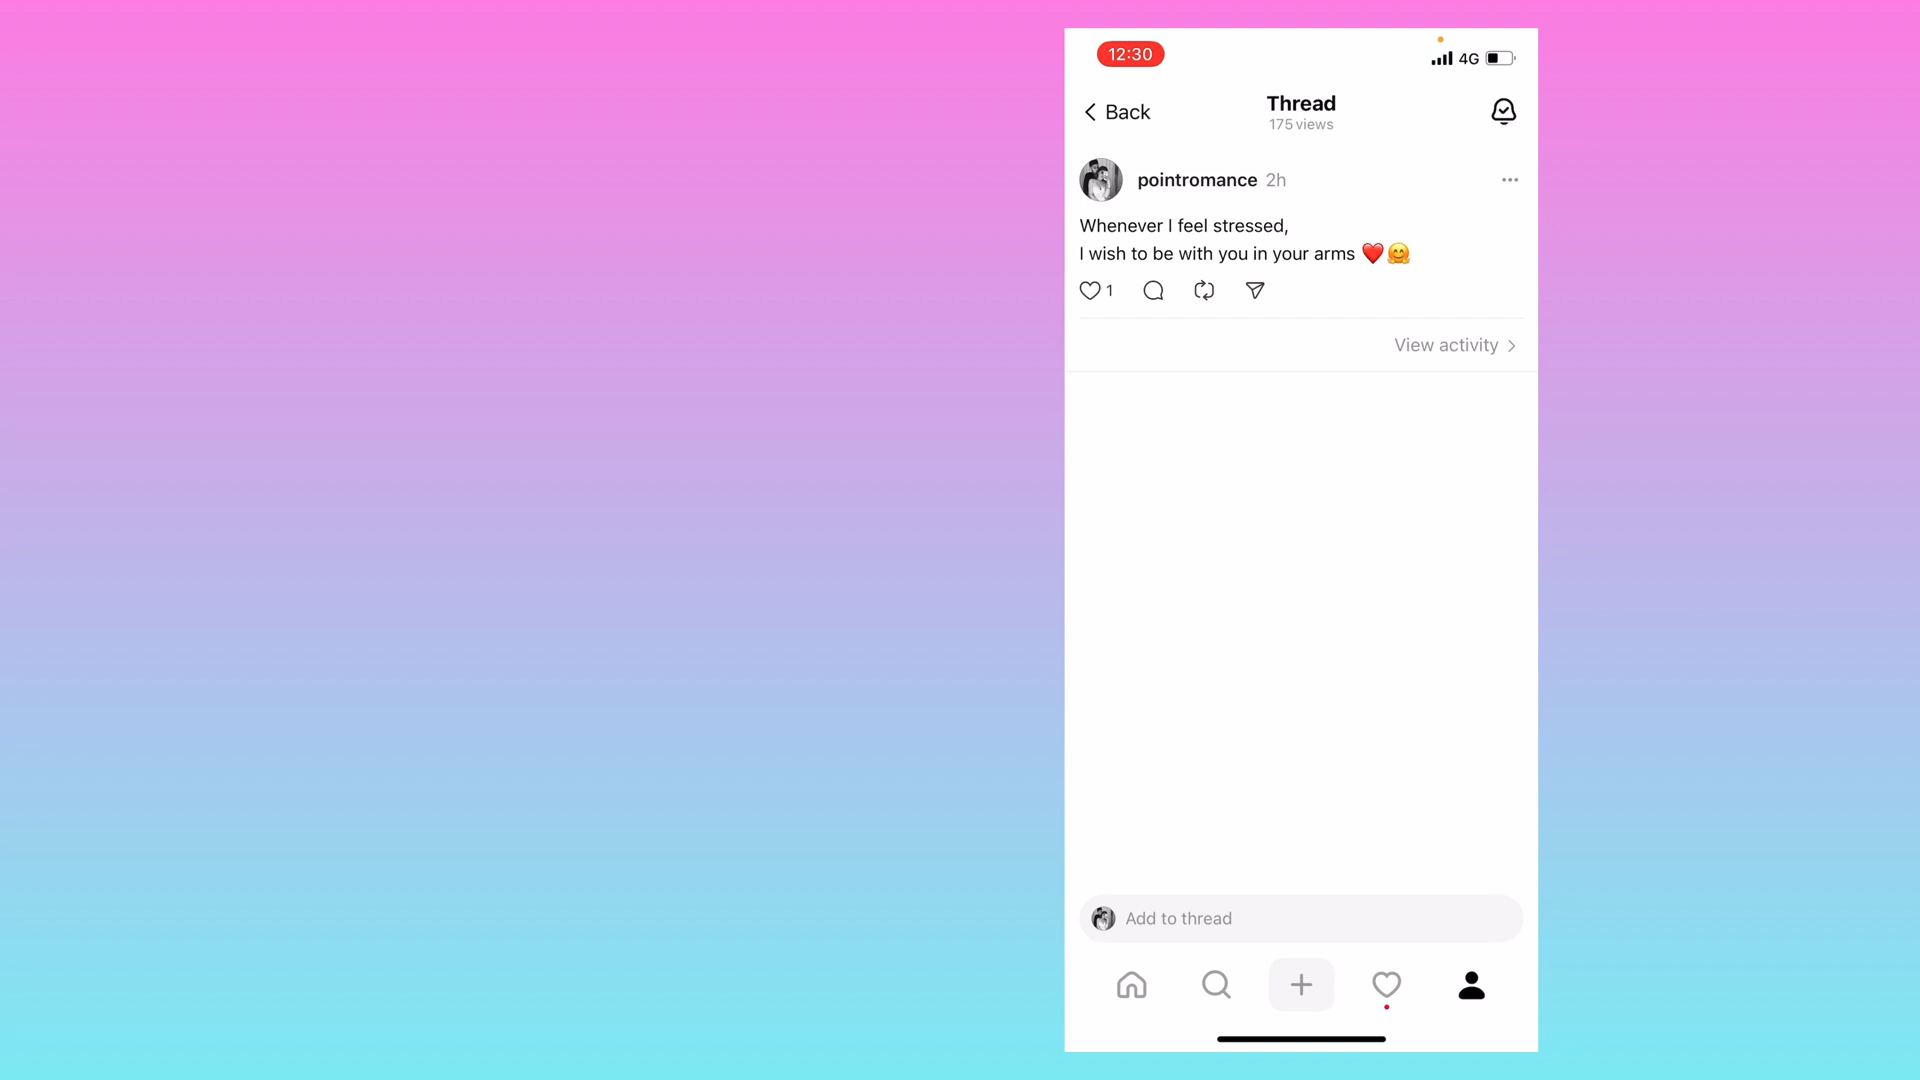 12:30
4G
Back
Thread
175 views
pointromance 2h
Whenever I feel stressed,
I wish to be with you in your arms ❤️🤗
1
View activity
Add to thread